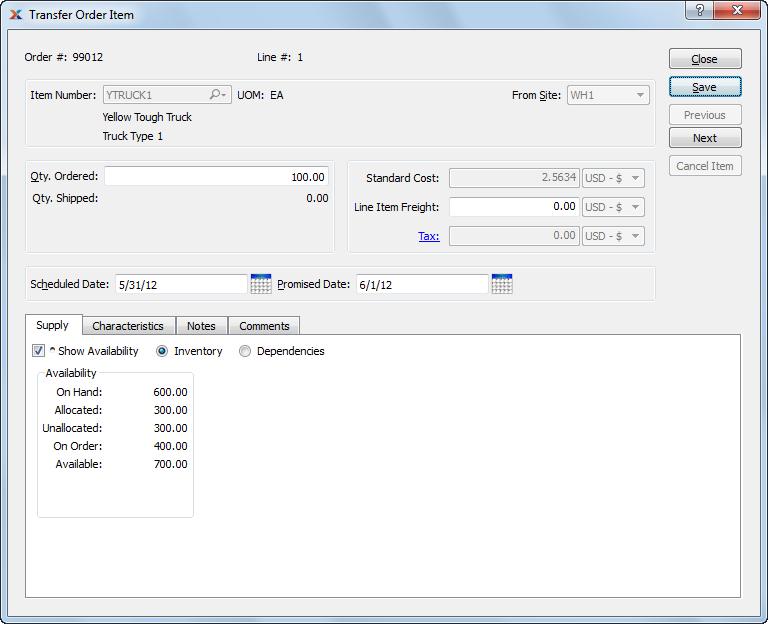 Transfer Order Item
Order #: 99012 Line #: 1 Close
Item Number: YTRUCK1 UOM: EA From Site: WH1 Save
Yellow Tough Truck Previous
Truck Type 1 Next
Cancel Item
Qty. Ordered: 100.00 Standard Cost: 2.5634 USD - $
Qty. Shipped: 0.00 Line Item Freight: 0.00 USD - $
Tax: 0.00 USD - $
Scheduled Date: 5/31/12 Promised Date: 6/1/12
Supply Characteristics Notes Comments
^ Show Availability Inventory Dependencies
Availability
On Hand: 600.00
Allocated: 300.00
Unallocated: 300.00
On Order: 400.00
Available: 700.00